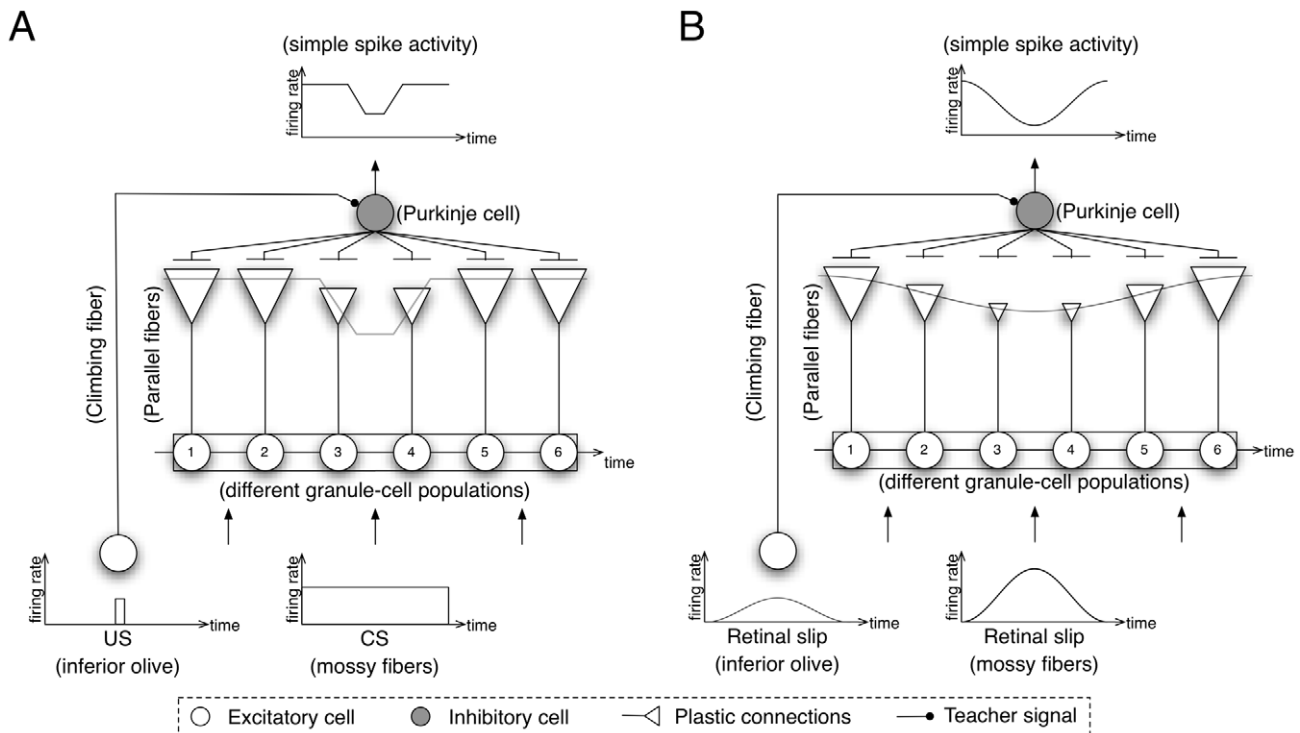 A
(simple spike activity)
firing rate
time
(Purkinje cell)
(Climbing fiber)
(Parallel fibers)
1 2 3 4 5 6
time
(different granule-cell populations)
firing rate
time
US
(inferior olive)
firing rate
time
CS
(mossy fibers)
B
(simple spike activity)
firing rate
time
(Purkinje cell)
(Climbing fiber)
(Parallel fibers)
1 2 3 4 5 6
time
(different granule-cell populations)
firing rate
time
Retinal slip
(inferior olive)
firing rate
time
Retinal slip
(mossy fibers)
Excitatory cell Inhibitory cell Plastic connections Teacher signal